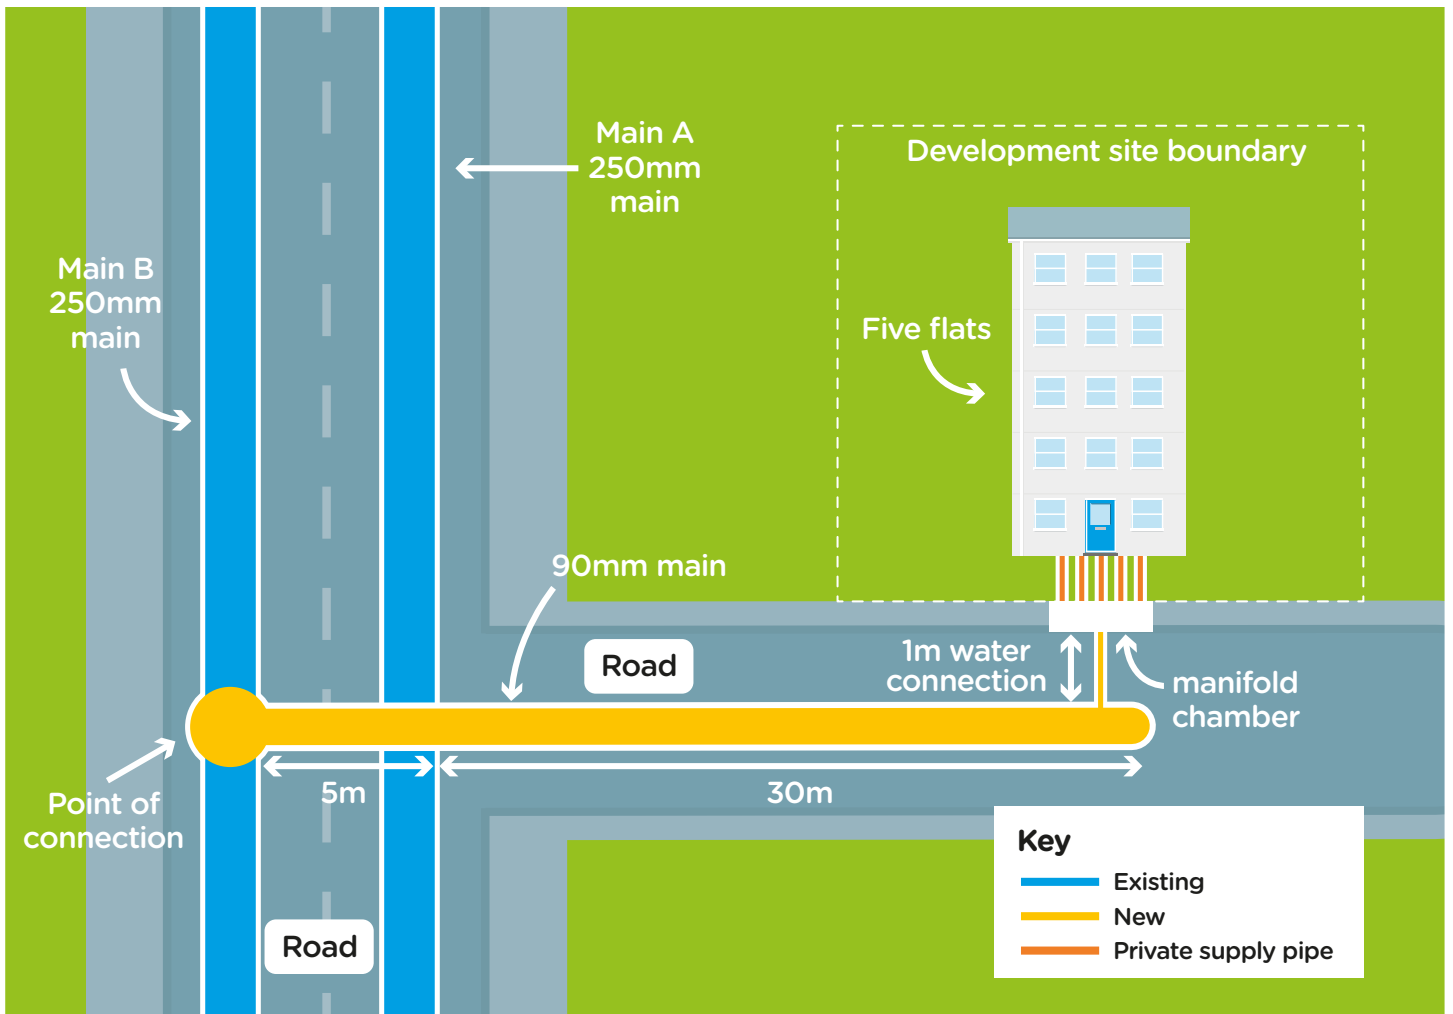 Main A
250mm
main
Development site boundary
Main B
250mm
main
Five flats
90mm main
Road
1m water
connection
manifold
chamber
5m
30m
Point of
connection
Road
Key
Existing
New
Private supply pipe